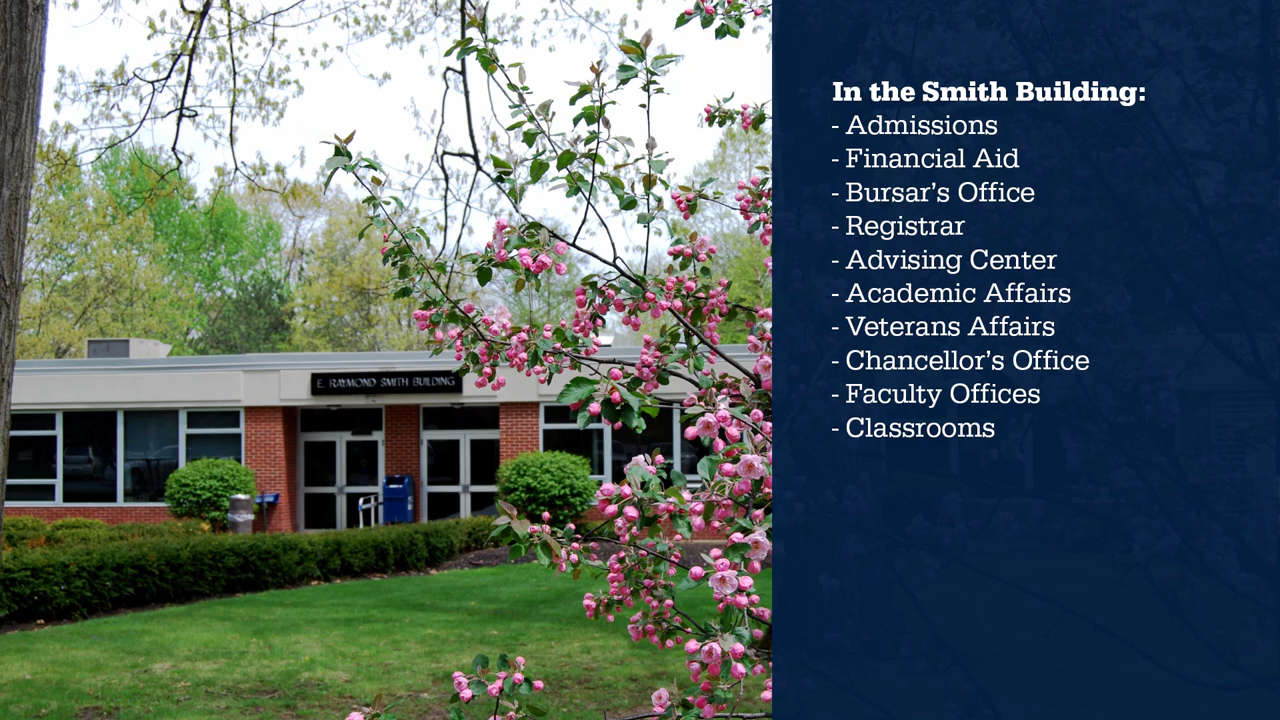 E. RAYMOND SMITH BUILDING
In the Smith Building:
- Admissions
- Financial Aid
- Bursar’s Office
- Registrar
- Advising Center
- Academic Affairs
- Veterans Affairs
- Chancellor’s Office
- Faculty Offices
- Classrooms